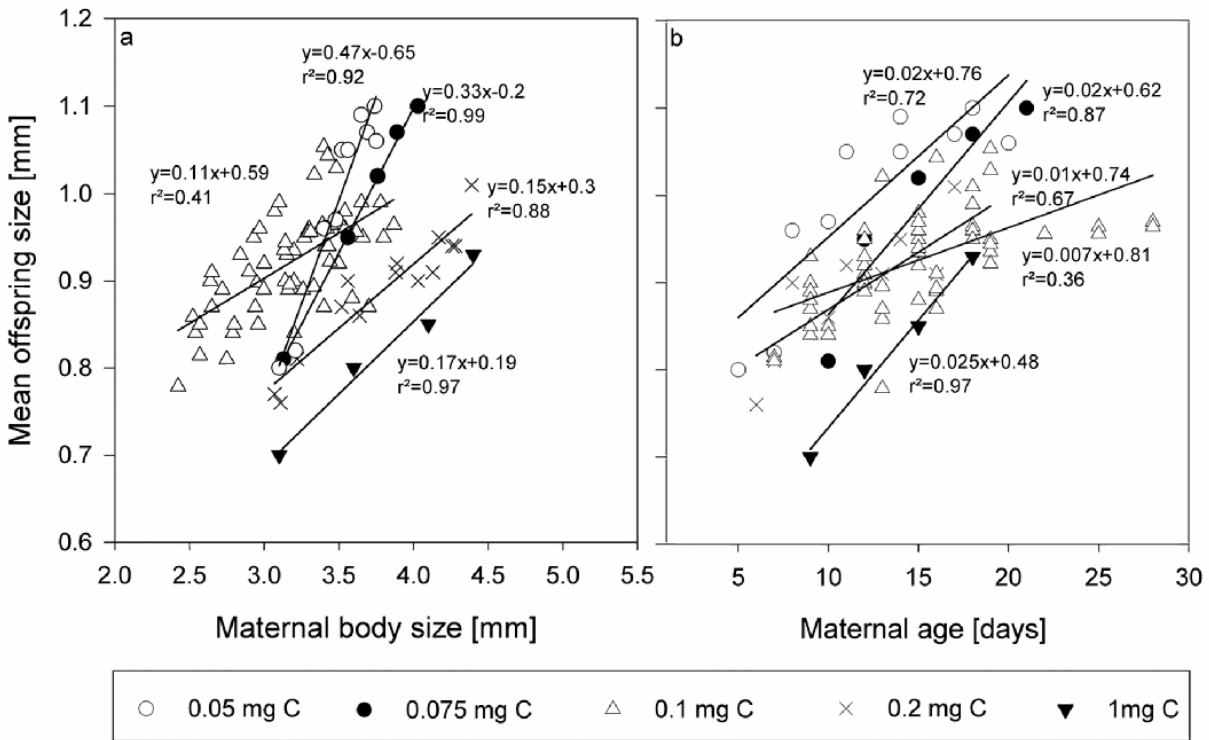 a
b
y=0.47x-0.65
r²=0.92
y=0.33x-0.2
r²=0.99
y=0.11x+0.59
r²=0.41
y=0.15x+0.3
r²=0.88
y=0.17x+0.19
r²=0.97
y=0.02x+0.76
r²=0.72
y=0.02x+0.62
r²=0.87
y=0.01x+0.74
r²=0.67
y=0.007x+0.81
r²=0.36
y=0.025x+0.48
r²=0.97
Mean offspring size [mm]
1.2
1.1
1.0
0.9
0.8
0.7
0.6
2.0 2.5 3.0 3.5 4.0 4.5 5.0 5.5
5 10 15 20 25 30
Maternal body size [mm]
Maternal age [days]
0.05 mg C 0.075 mg C 0.1 mg C 0.2 mg C 1mg C